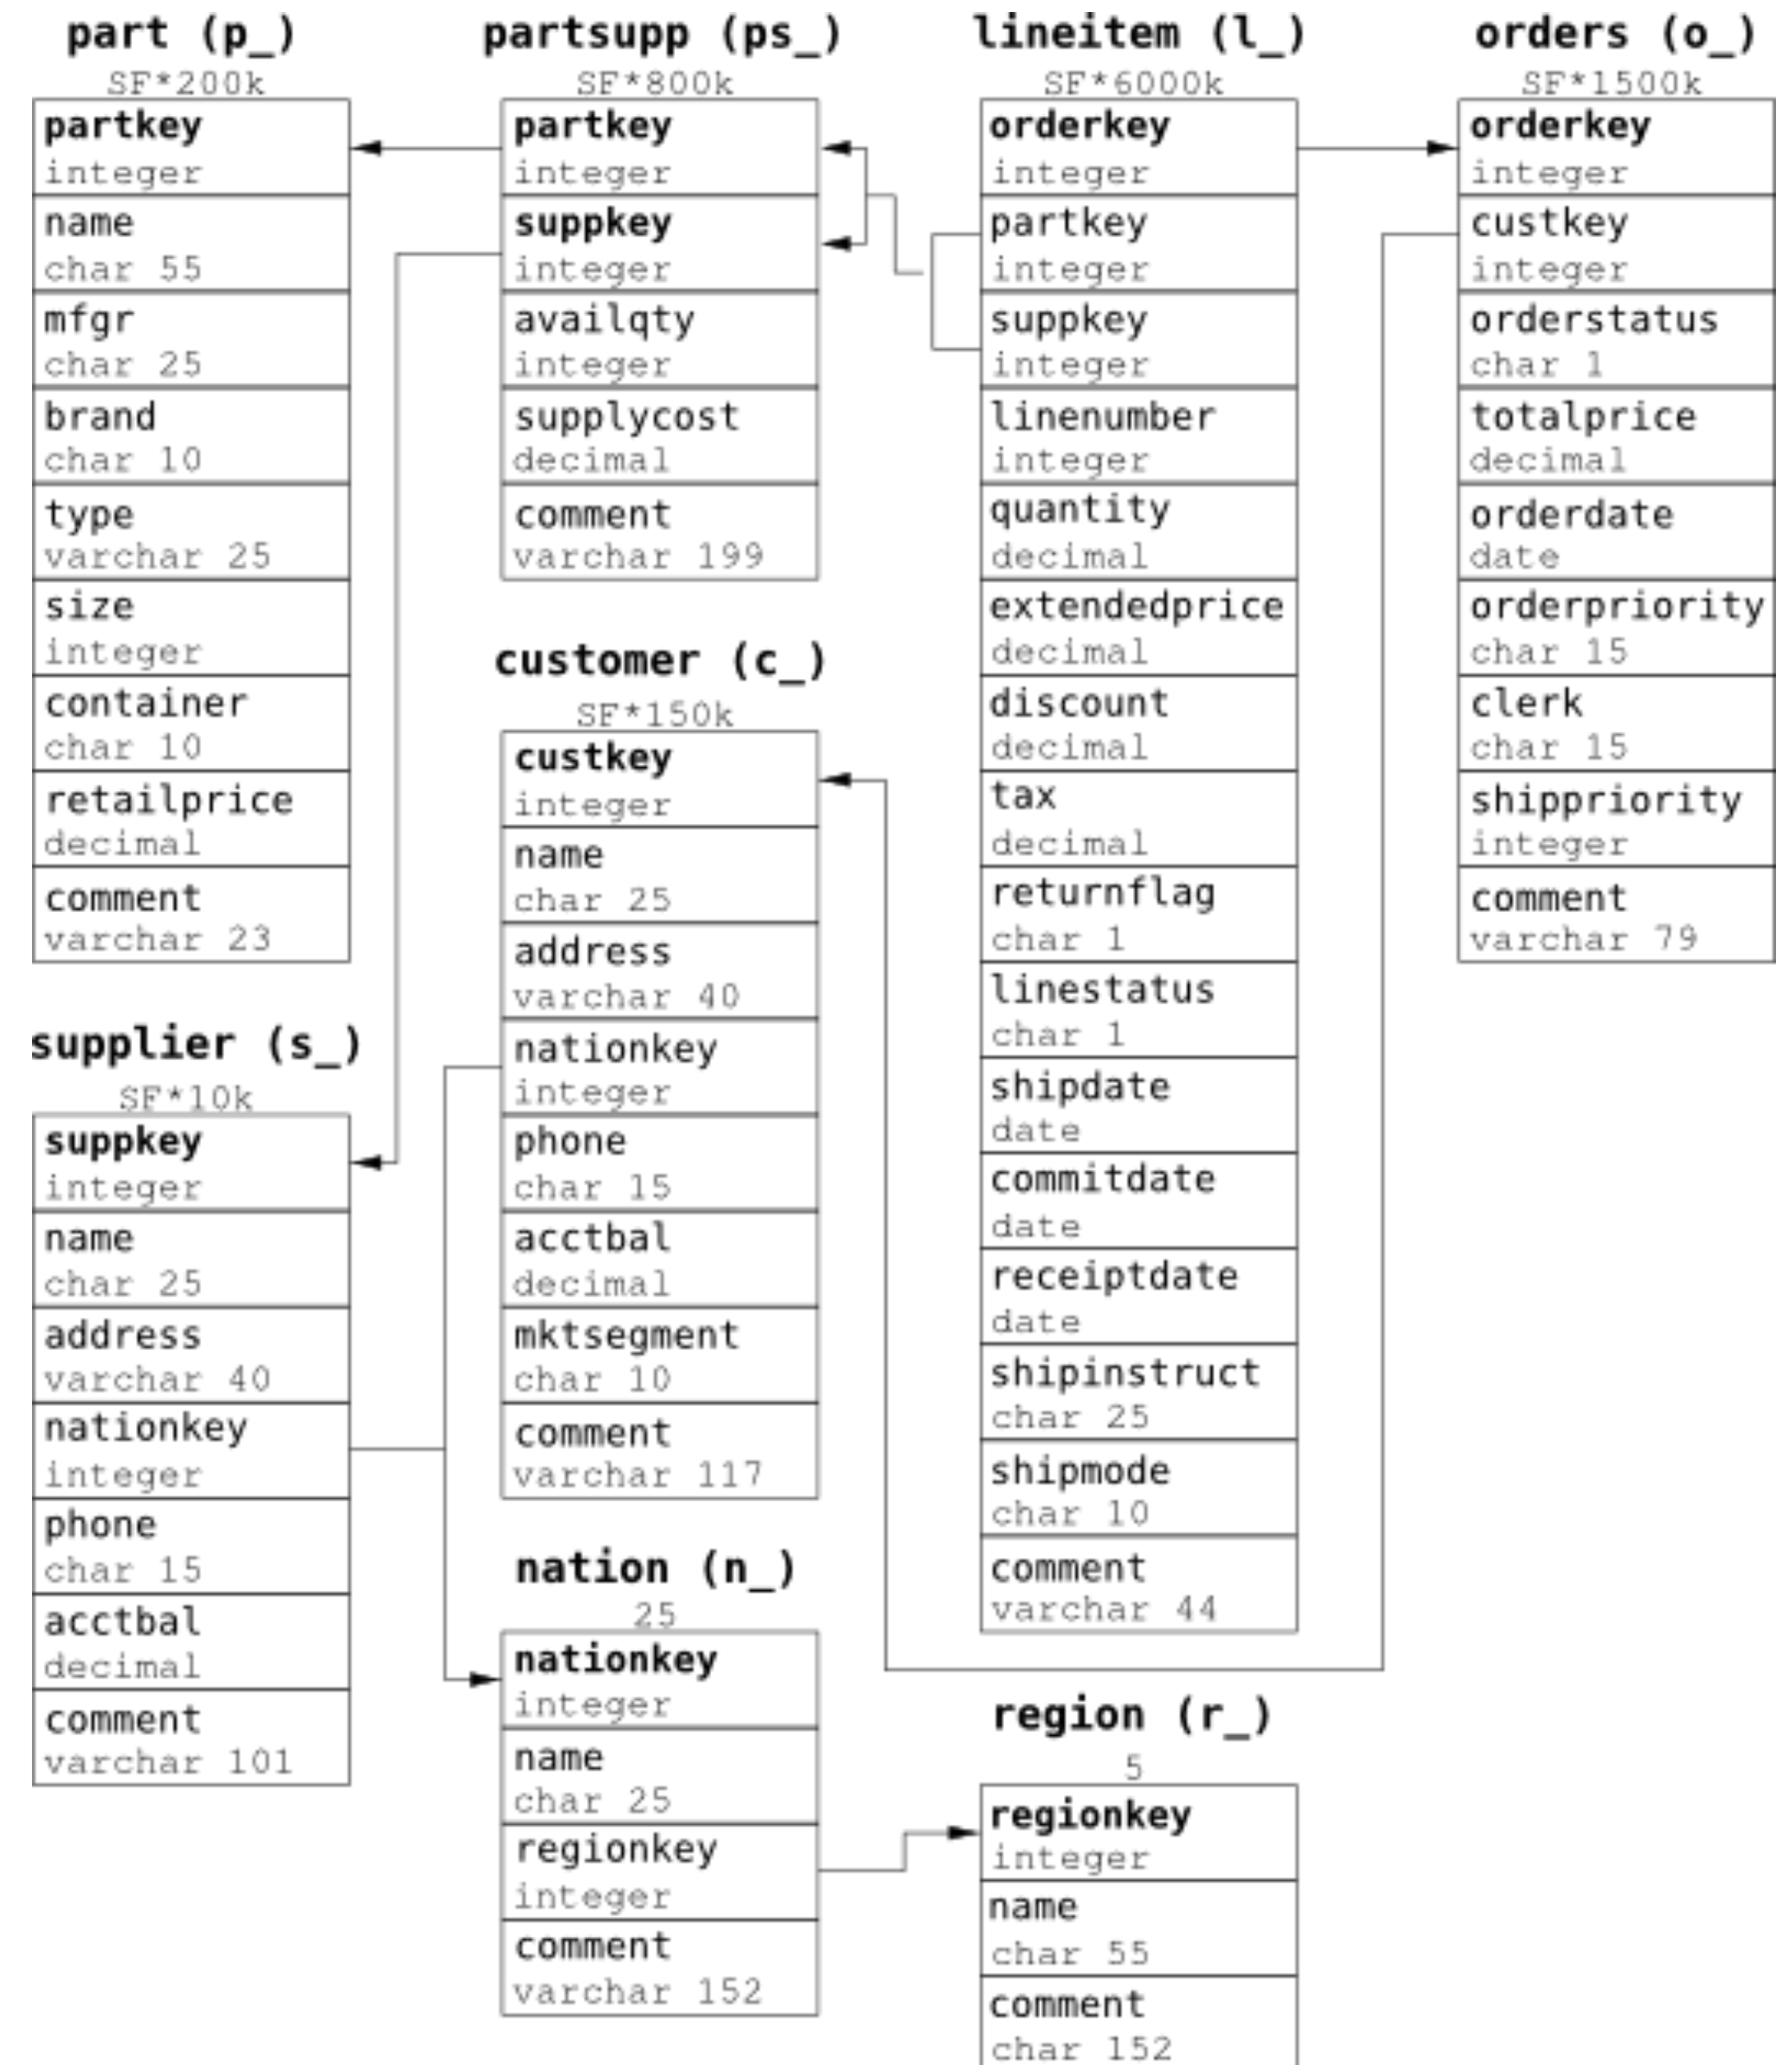 part (p_)
SF*200k
partkey
integer
name
char 55
mfgr
char 25
brand
char 10
type
varchar 25
size
integer
container
char 10
retailprice
decimal
comment
varchar 23
supplier (s_)
SF*10k
suppkey
integer
name
char 25
address
varchar 40
nationkey
integer
phone
char 15
acctbal
decimal
comment
varchar 101
partsupp (ps_)
SF*800k
partkey
integer
suppkey
integer
availqty
integer
supplycost
decimal
comment
varchar 199
customer (c_)
SF*150k
custkey
integer
name
char 25
address
varchar 40
nationkey
integer
phone
char 15
acctbal
decimal
mktsegment
char 10
comment
varchar 117
nation (n_)
25
nationkey
integer
name
char 25
regionkey
integer
comment
varchar 152
lineitem (l_)
SF*6000k
orderkey
integer
partkey
integer
suppkey
integer
linenumber
integer
quantity
decimal
extendedprice
decimal
discount
decimal
tax
decimal
returnflag
char 1
linestatus
char 1
shipdate
date
commitdate
date
receiptdate
date
shipinstruct
char 25
shipmode
char 10
comment
varchar 44
region (r_)
5
regionkey
integer
name
char 55
comment
char 152
orders (o_)
SF*1500k
orderkey
integer
custkey
integer
orderstatus
char 1
totalprice
decimal
orderdate
date
orderpriority
char 15
clerk
char 15
shippriority
integer
comment
varchar 79